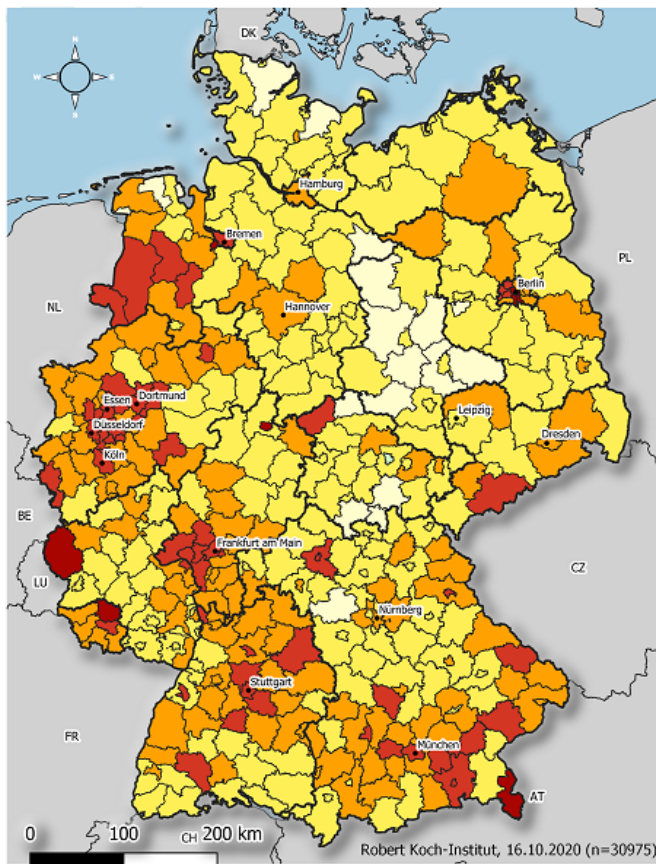 DK
N
W E
S
Hamburg
Bremen
PL
Berlin
NL
Hannover
Essen
Dortmund
Düsseldorf
Leipzig
Köln
Dresden
BE
Frankfurt am Main
CZ
LU
Nürnberg
Stuttgart
FR
München
AT
0 100 200 km
CH
Robert Koch-Institut, 16.10.2020 (n=30975)